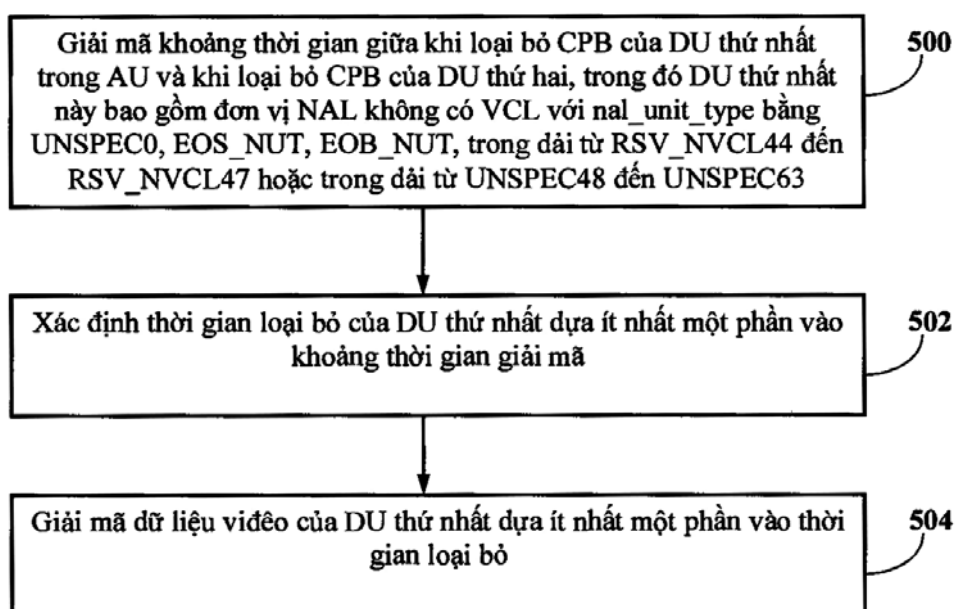 Giải mã khoảng thời gian giữa khi loại bỏ CPB của DU thứ nhất
trong AU và khi loại bỏ CPB của DU thứ hai, trong đó DU thứ nhất
này bao gồm đơn vị NAL không có VCL với nal_unit_type bằng
UNSPEC0, EOS_NUT, EOB_NUT, trong dải từ RSV_NVCL44 đến
RSV_NVCL47 hoặc trong dải từ UNSPEC48 đến UNSPEC63
500
Xác định thời gian loại bỏ của DU thứ nhất dựa ít nhất một phần vào
khoảng thời gian giải mã
502
Giải mã dữ liệu viđêo của DU thứ nhất dựa ít nhất một phần vào thời
gian loại bỏ
504